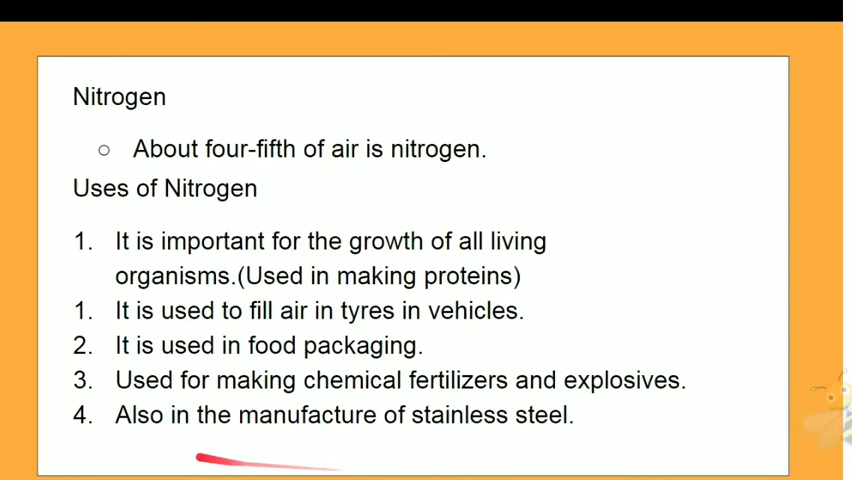 Nitrogen
○ About four-fifth of air is nitrogen.
Uses of Nitrogen
1. It is important for the growth of all living
organisms.(Used in making proteins)
1. It is used to fill air in tyres in vehicles.
2. It is used in food packaging.
3. Used for making chemical fertilizers and explosives.
4. Also in the manufacture of stainless steel.